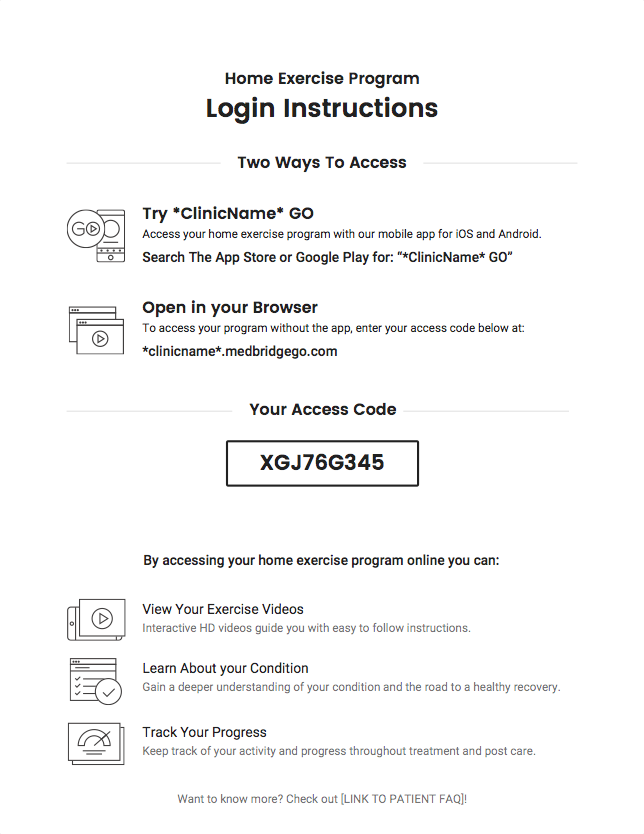 Home Exercise Program
Login Instructions
Two Ways To Access
GO
Try *ClinicName* GO
Access your home exercise program with our mobile app for iOS and Android.
Search The App Store or Google Play for: “*ClinicName* GO”
Open in your Browser
To access your program without the app, enter your access code below at:
*clinicname*.medbridgego.com
Your Access Code
XGJ76G345
By accessing your home exercise program online you can:
View Your Exercise Videos
Interactive HD videos guide you with easy to follow instructions.
Learn About your Condition
Gain a deeper understanding of your condition and the road to a healthy recovery.
Track Your Progress
Keep track of your activity and progress throughout treatment and post care.
Want to know more? Check out [LINK TO PATIENT FAQ]!